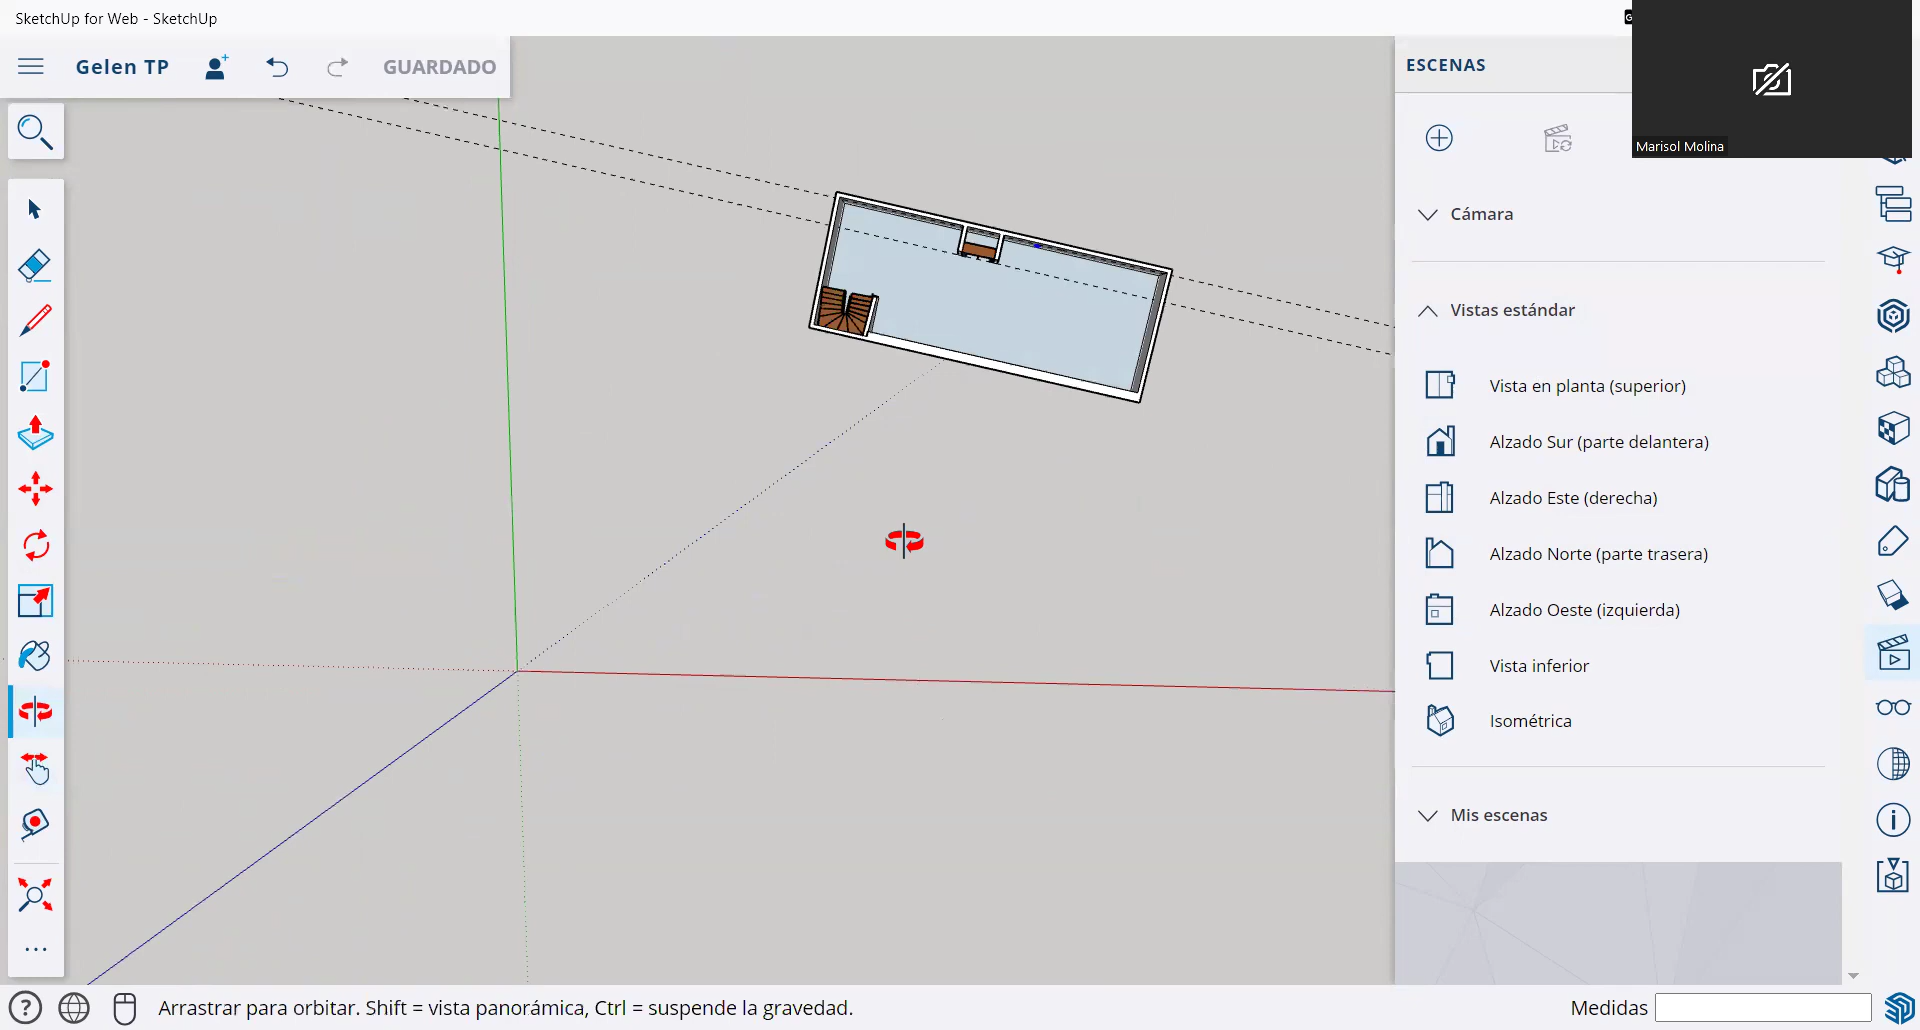 SketchUp for Web - SketchUp
Gelen TP
GUARDADO
ESCENAS
Marisol Molina
Cámara
Vistas estándar
Vista en planta (superior)
Alzado Sur (parte delantera)
Alzado Este (derecha)
Alzado Norte (parte trasera)
Alzado Oeste (izquierda)
Vista inferior
Isométrica
Mis escenas
Arrastrar para orbitar. Shift = vista panorámica, Ctrl = suspende la gravedad.
Medidas